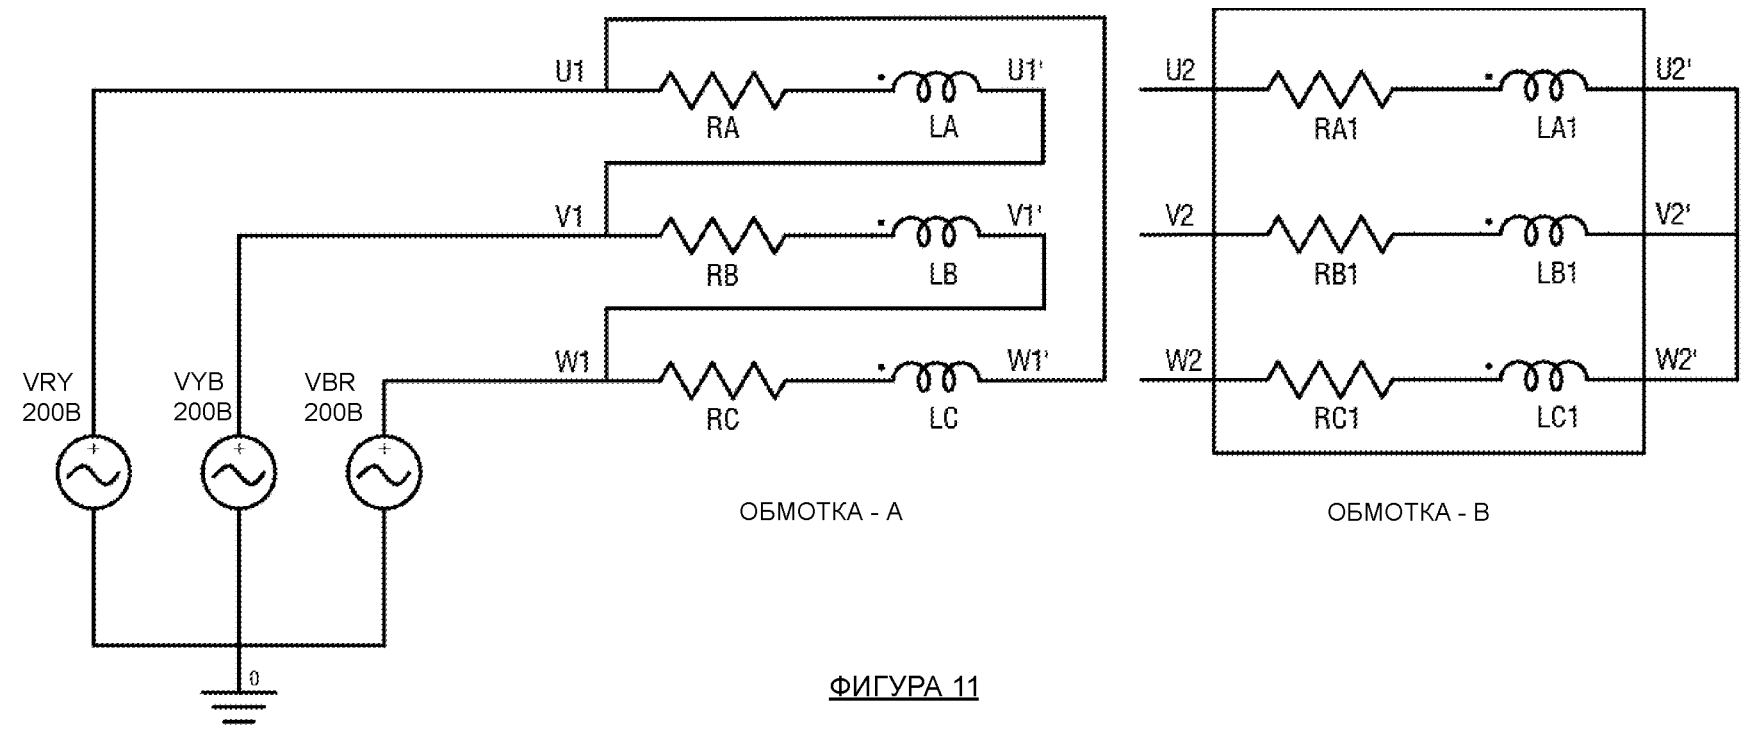 U1 U1' U2 U2'
RA LA RA1 LA1
V1 V1' V2 V2'
RB LB RB1 LB1
W1 W1' W2 W2'
RC LC RC1 LC1
VRY
200В
VYB
200В
VBR
200В
+ + +
ОБМОТКА - А
ОБМОТКА - В
0
ФИГУРА 11